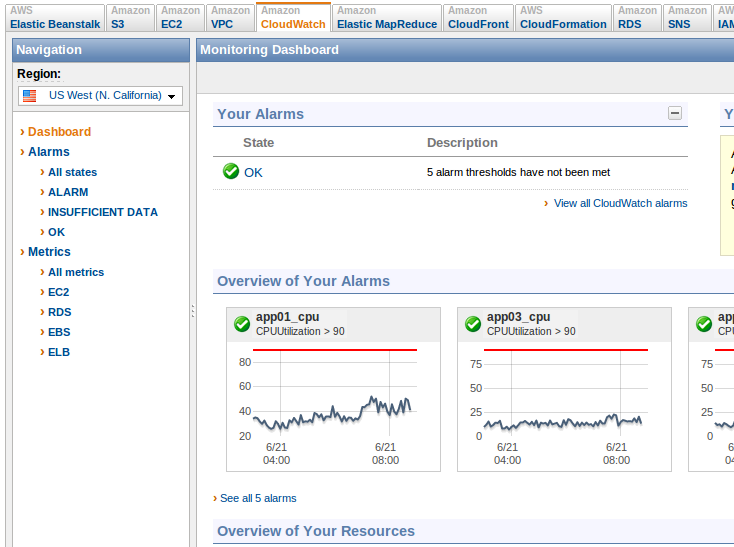 AWS
Elastic Beanstalk
Amazon
S3
Amazon
EC2
Amazon
VPC
Amazon
CloudWatch
Amazon
Elastic MapReduce
Amazon
CloudFront
AWS
CloudFormation
Amazon
RDS
Amazon
SNS
AW
IAM
Navigation
Region:
US West (N. California)
› Dashboard
› Alarms
› All states
› ALARM
› INSUFFICIENT DATA
› OK
› Metrics
› All metrics
› EC2
› RDS
› EBS
› ELB
Monitoring Dashboard
Your Alarms
State Description
OK 5 alarm thresholds have not been met
› View all CloudWatch alarms
Overview of Your Alarms
app01_cpu
CPUUtilization > 90
80
60
40
20
6/21 6/21
04:00 08:00
app03_cpu
CPUUtilization > 90
75
50
25
0
6/21 6/21
04:00 08:00
CPU
75
50
25
0
› See all 5 alarms
Overview of Your Resources